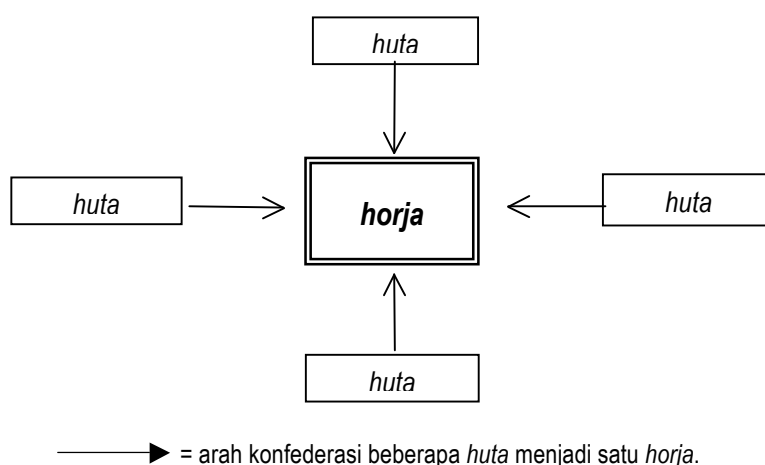 huta
huta
horja
huta
huta
= arah konfederasi beberapa huta menjadi satu horja.